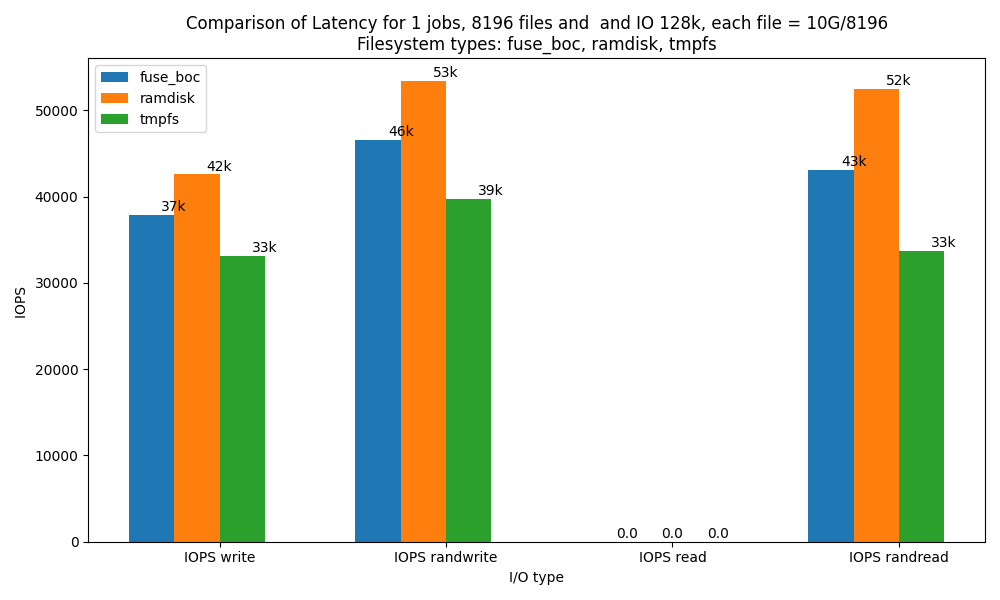 Comparison of Latency for 1 jobs, 8196 files and  and IO 128k, each file = 10G/8196
Filesystem types: fuse_boc, ramdisk, tmpfs
fuse_boc
ramdisk
tmpfs
37k
42k
33k
46k
53k
39k
0.0
0.0
0.0
43k
52k
33k
50000
40000
30000
20000
10000
0
IOPS
IOPS write
IOPS randwrite
IOPS read
IOPS randread
I/O type